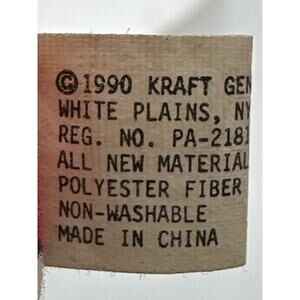 ©1990 KRAFT GEN
WHITE PLAINS, NY
REG. NO. PA-2181
ALL NEW MATERIAL
POLYESTER FIBER
NON-WASHABLE
MADE IN CHINA